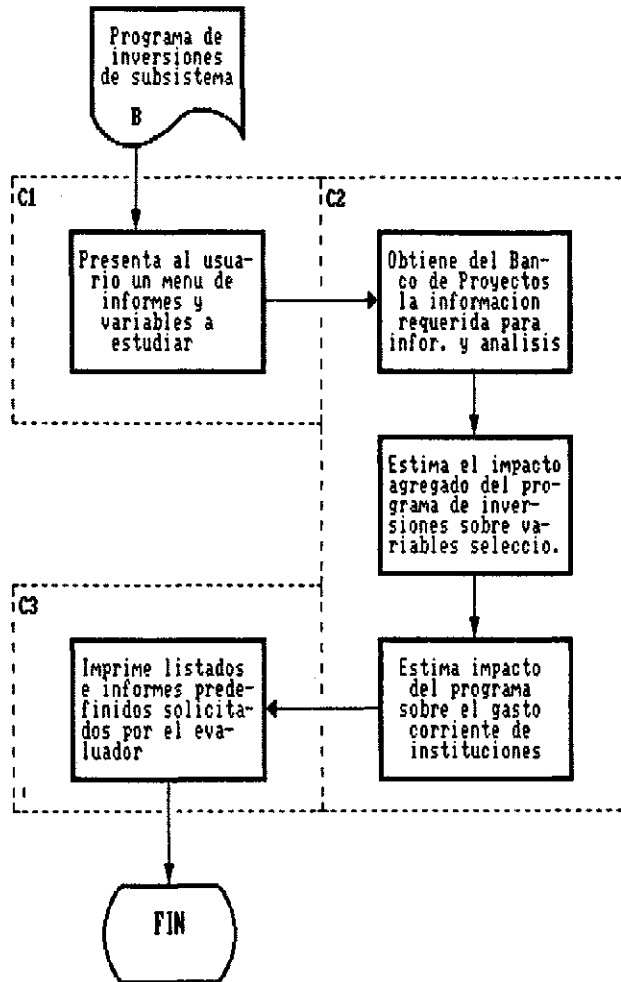 Programa de
inversiones
de subsistema
B
C1
Presenta al usua-
rio un menu de
informes y
variables a
estudiar
C2
Obtiene del Ban-
co de Proyectos
la informacion
requerida para
infor. y analisis
Estima el impacto
agregado del pro-
grama de inver-
siones sobre va-
riables seleccio.
Estima impacto
del programa
sobre el gasto
corriente de
instituciones
C3
Imprime listados
e informes prede-
finidos solicita-
dos por el eva-
luador
FIN